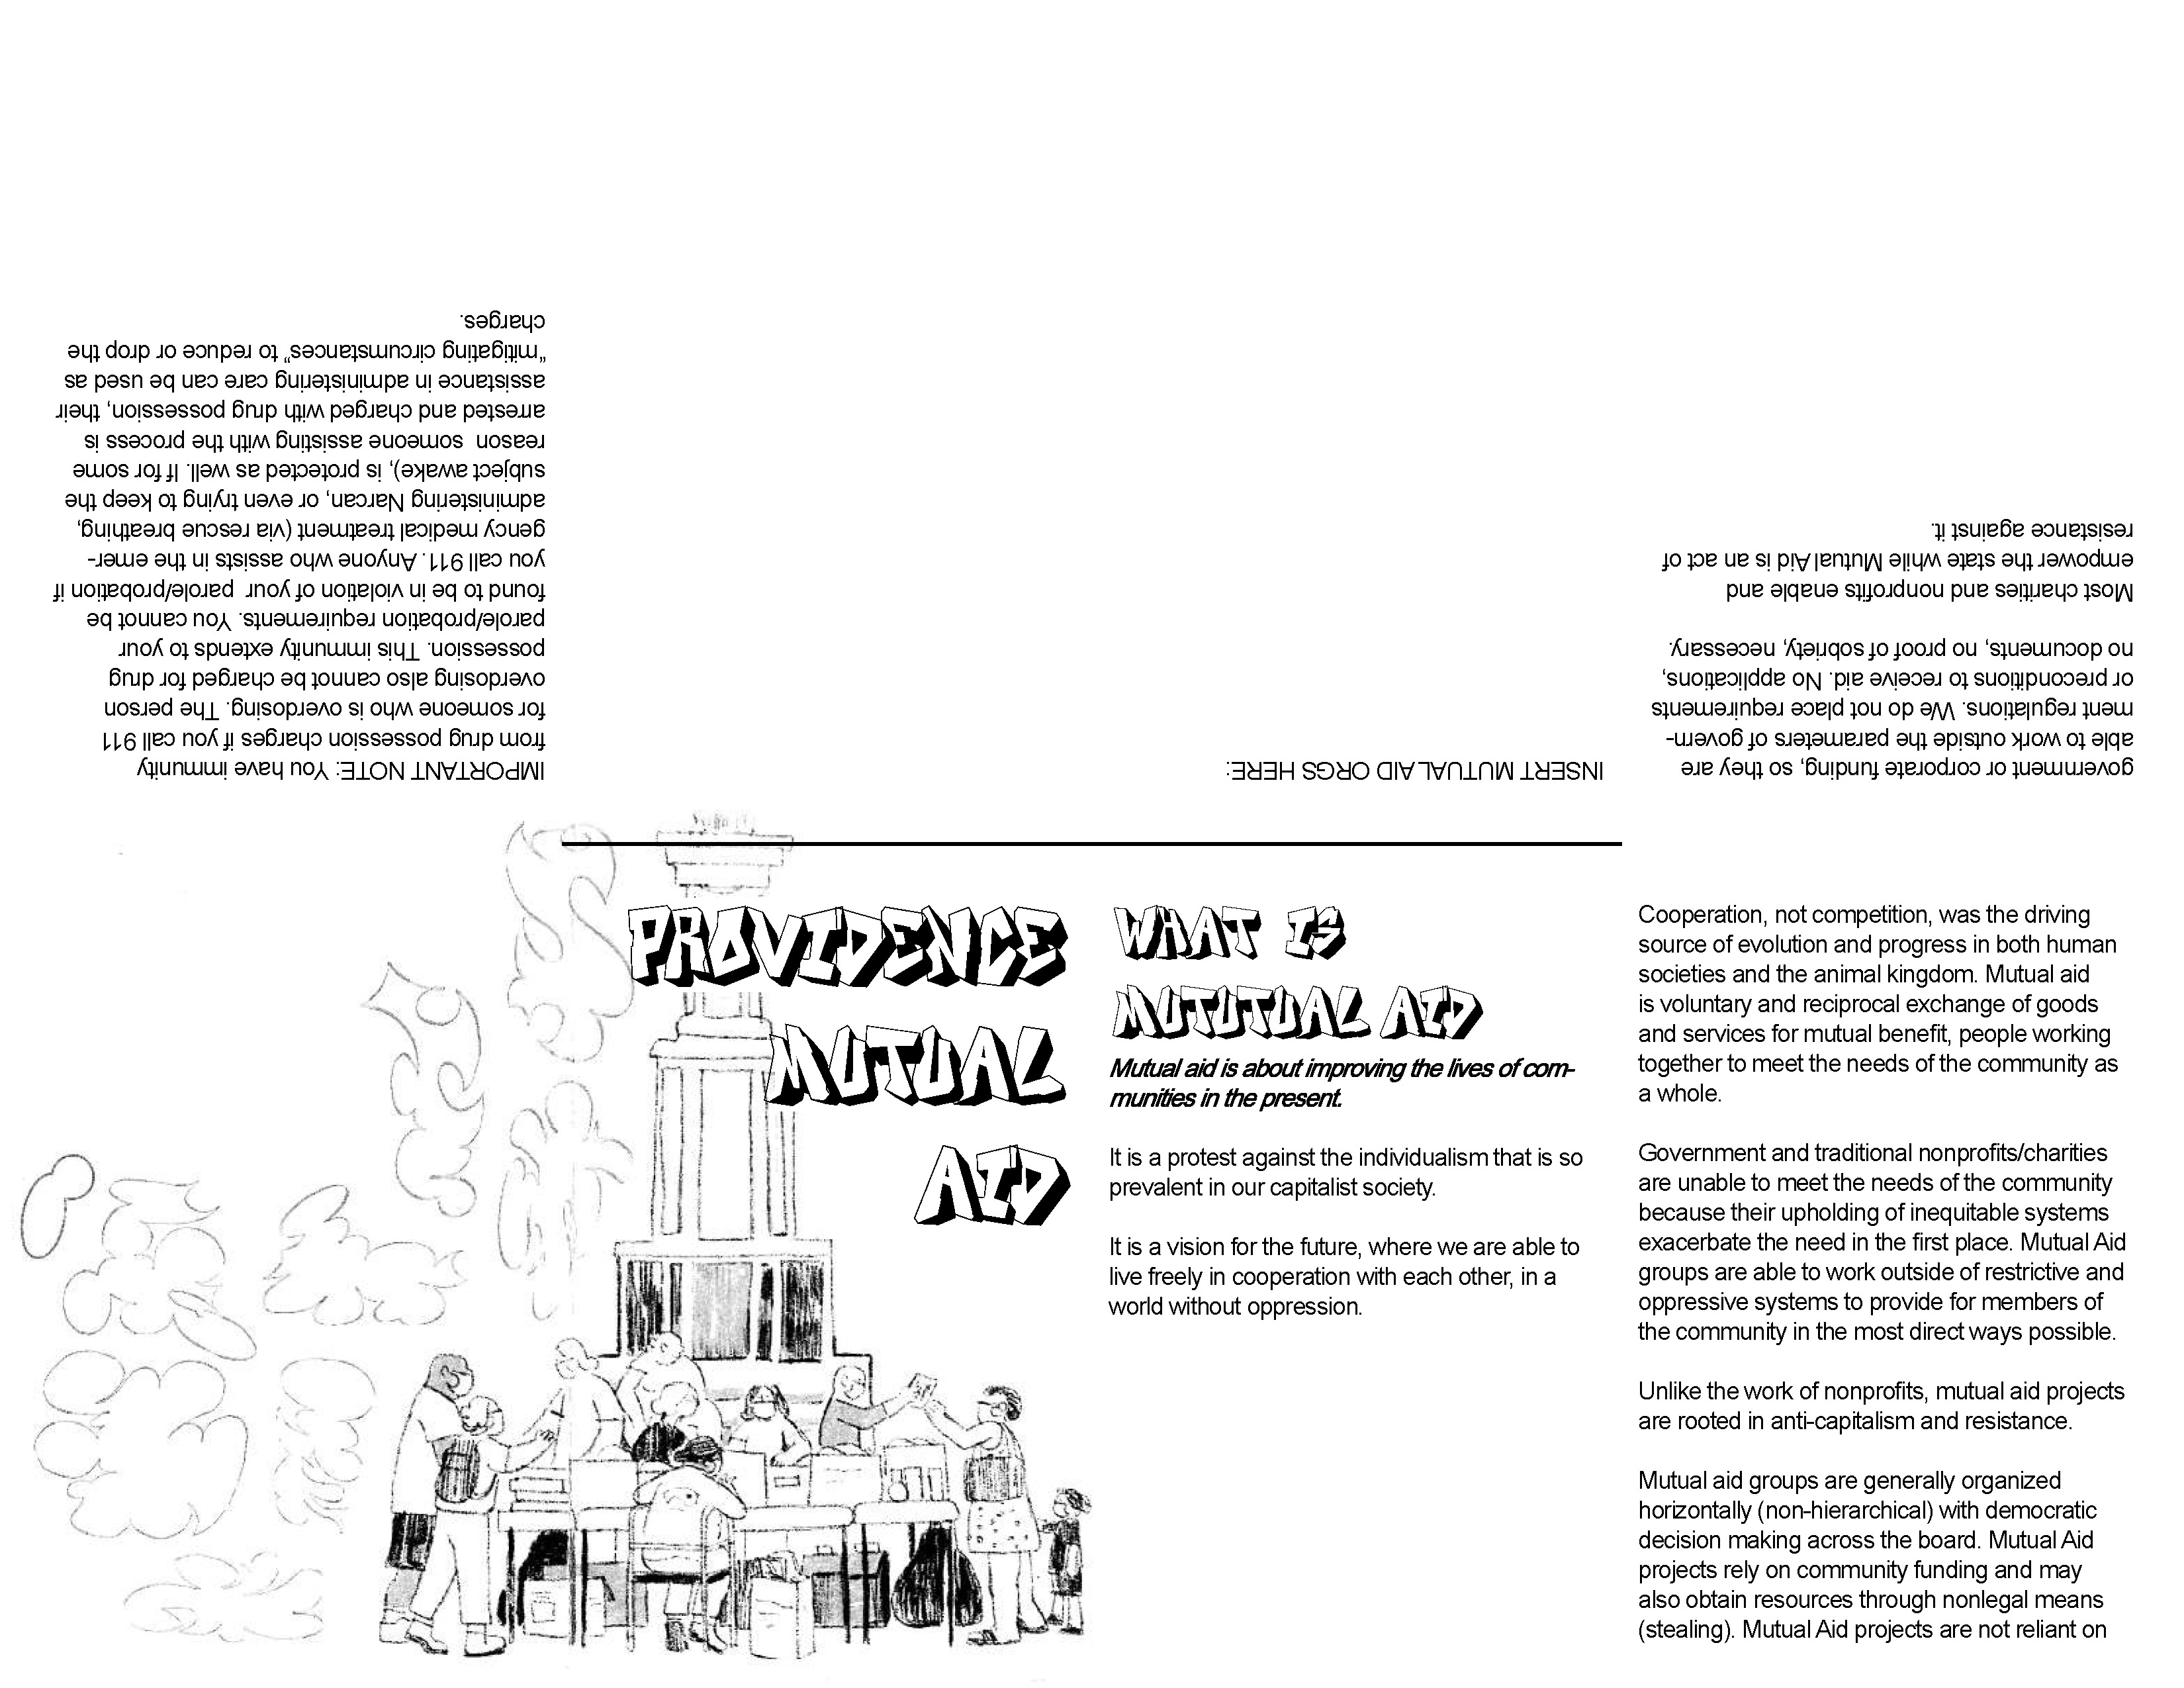 PROVIDENCE
MUTUAL
AID
WHAT IS
MUTUTUAL AID
Mutual aid is about improving the lives of com-
munities in the present.
It is a protest against the individualism that is so
prevalent in our capitalist society.
It is a vision for the future, where we are able to
live freely in cooperation with each other, in a
world without oppression.
Cooperation, not competition, was the driving
source of evolution and progress in both human
societies and the animal kingdom. Mutual aid
is voluntary and reciprocal exchange of goods
and services for mutual benefit, people working
together to meet the needs of the community as
a whole.
Government and traditional nonprofits/charities
are unable to meet the needs of the community
because their upholding of inequitable systems
exacerbate the need in the first place. Mutual Aid
groups are able to work outside of restrictive and
oppressive systems to provide for members of
the community in the most direct ways possible.
Unlike the work of nonprofits, mutual aid projects
are rooted in anti-capitalism and resistance.
Mutual aid groups are generally organized
horizontally (non-hierarchical) with democratic
decision making across the board. Mutual Aid
projects rely on community funding and may
also obtain resources through nonlegal means
(stealing). Mutual Aid projects are not reliant on
government or corporate funding, so they are
able to work outside the parameters of govern-
ment regulations. We do not place requirements
or preconditions to receive aid. No applications,
no documents, no proof of sobriety, necessary.
Most charities and nonprofits enable and
empower the state while Mutual Aid is an act of
resistance against it.
INSERT MUTUAL AID ORGS HERE:
IMPORTANT NOTE: You have immunity
from drug possession charges if you call 911
for someone who is overdosing. The person
overdosing also cannot be charged for drug
possession. This immunity extends to your
parole/probation requirements. You cannot be
found to be in violation of your parole/probation if
you call 911. Anyone who assists in the emer-
gency medical treatment (via rescue breathing,
administering Narcan, or even trying to keep the
subject awake), is protected as well. If for some
reason someone assisting with the process is
arrested and charged with drug possession, their
assistance in administering care can be used as
"mitigating circumstances" to reduce or drop the
charges.